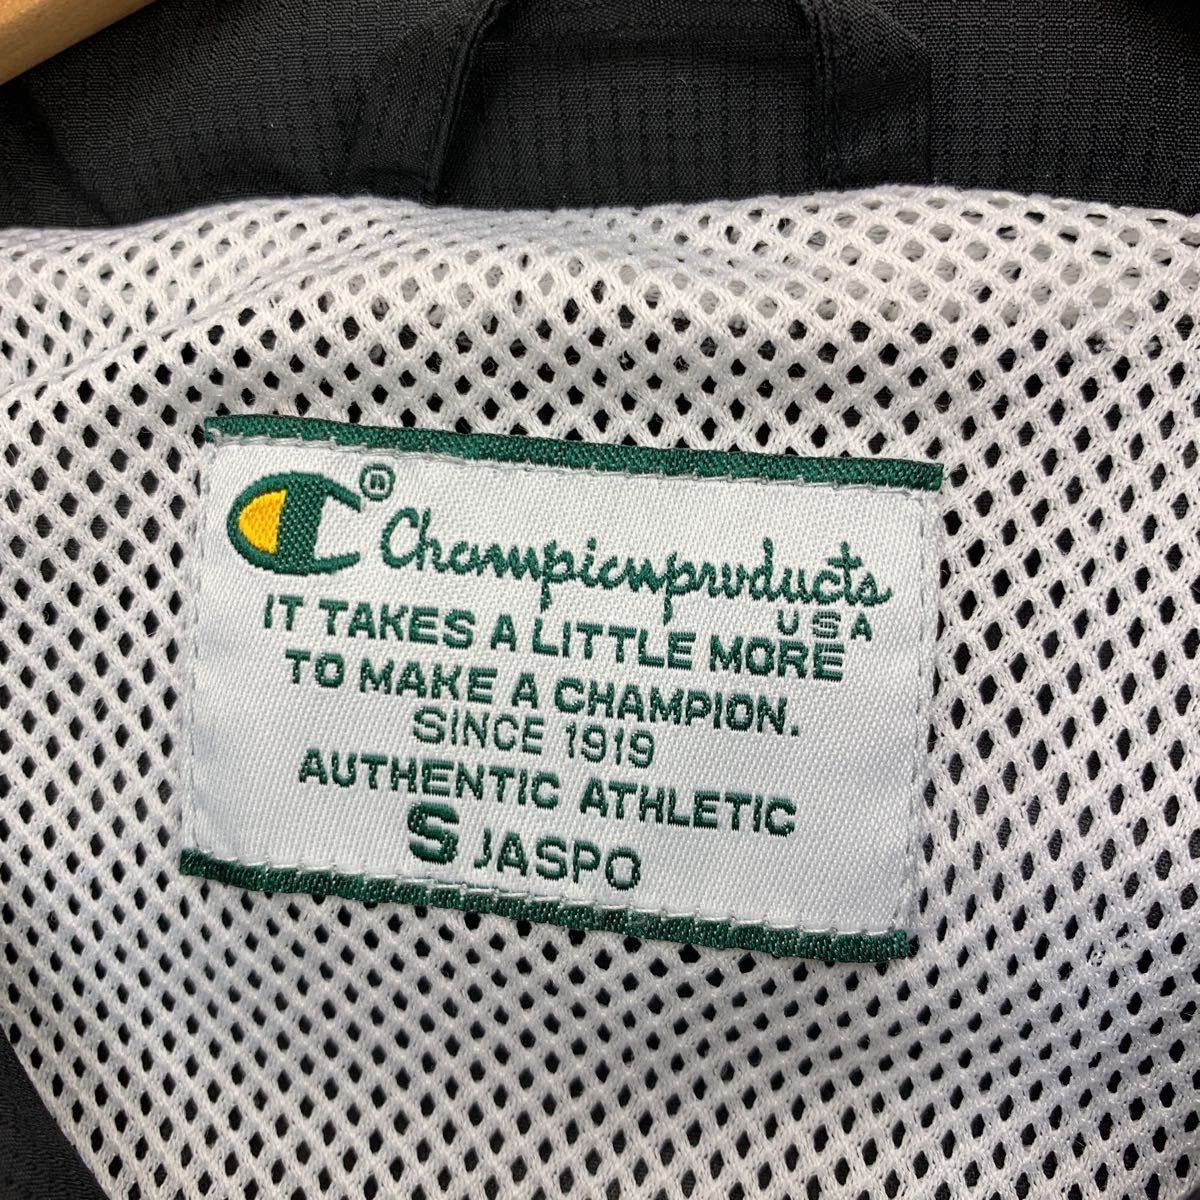 C® Championproducts
USA
IT TAKES A LITTLE MORE
TO MAKE A CHAMPION.
SINCE 1919
AUTHENTIC ATHLETIC
S JASPO